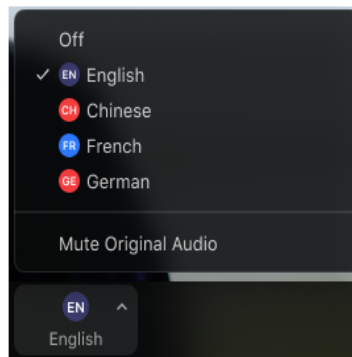 Off
EN English
CH Chinese
FR French
GE German
Mute Original Audio
EN
English